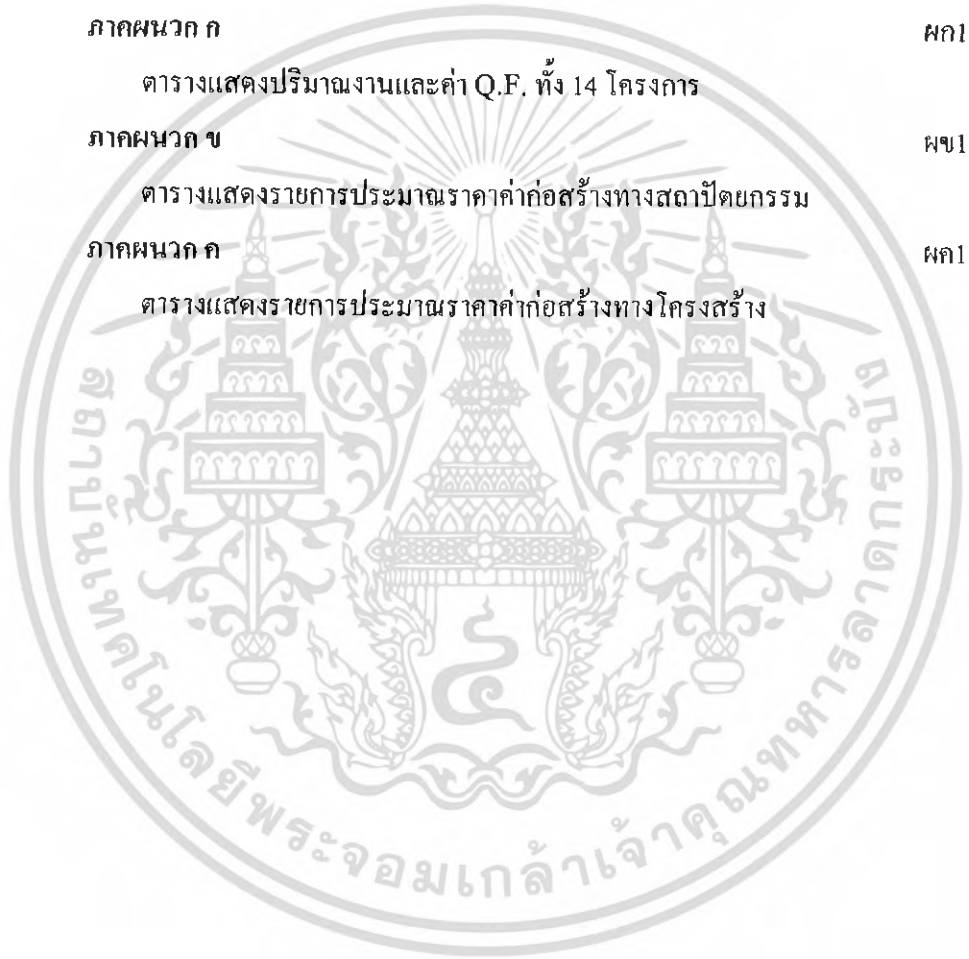 ภาคผนวก ก ผก1
ตารางแสดงปริมาณงานและค่า Q.F. ทั้ง 14 โครงการ
ภาคผนวก ข ผข1
ตารางแสดงรายการประมาณราคาค่าก่อสร้างทางสถาปัตยกรรม
ภาคผนวก ค ผค1
ตารางแสดงรายการประมาณราคาค่าก่อสร้างทางโครงสร้าง
สถาบันเทคโนโลยีพระจอมเกล้าเจ้าคุณทหารลาดกระบัง